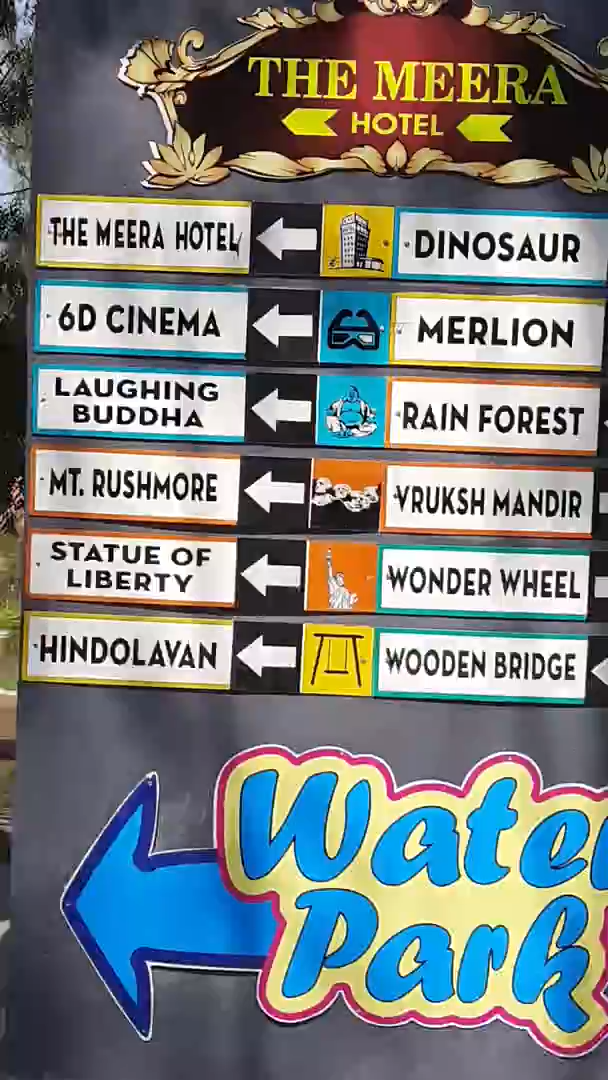 THE MEERA
HOTEL
THE MEERA HOTEL
DINOSAUR
6D CINEMA
MERLION
LAUGHING
BUDDHA
RAIN FOREST
MT. RUSHMORE
VRUKSH MANDIR
STATUE OF
LIBERTY
WONDER WHEEL
HINDOLAVAN
WOODEN BRIDGE
Water
Park